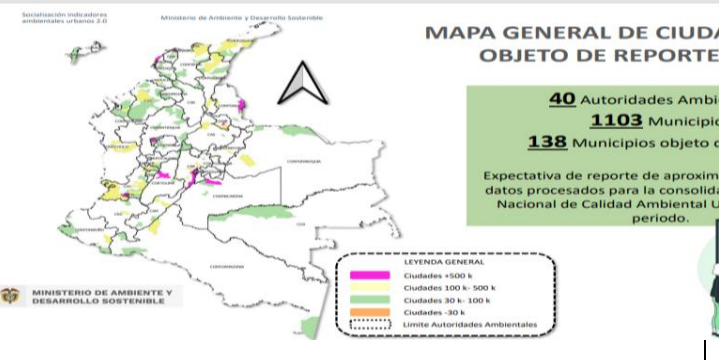 Socialización indicadores
ambientales urbanos 2.0
Ministerio de Ambiente y Desarrollo Sostenible
MAPA GENERAL DE CIUDA
OBJETO DE REPORTE
40 Autoridades Ambi
1103 Municipio
138 Municipios objeto d
Expectativa de reporte de aproxim
datos procesados para la consolida
Nacional de Calidad Ambiental U
periodo.
LEYENDA GENERAL
Ciudades +500 k
Ciudades 100 k- 500 k
Ciudades 30 k- 100 k
Ciudades -30 k
Limite Autoridades Ambientales
MINISTERIO DE AMBIENTE Y
DESARROLLO SOSTENIBLE